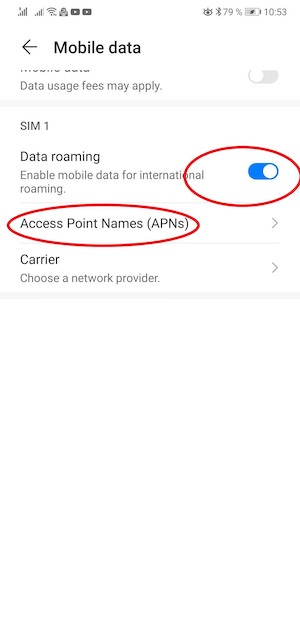 79 % 10:53
Mobile data
Mobile data
Data usage fees may apply.
SIM 1
Data roaming
Enable mobile data for international
roaming.
Access Point Names (APNs)
Carrier
Choose a network provider.